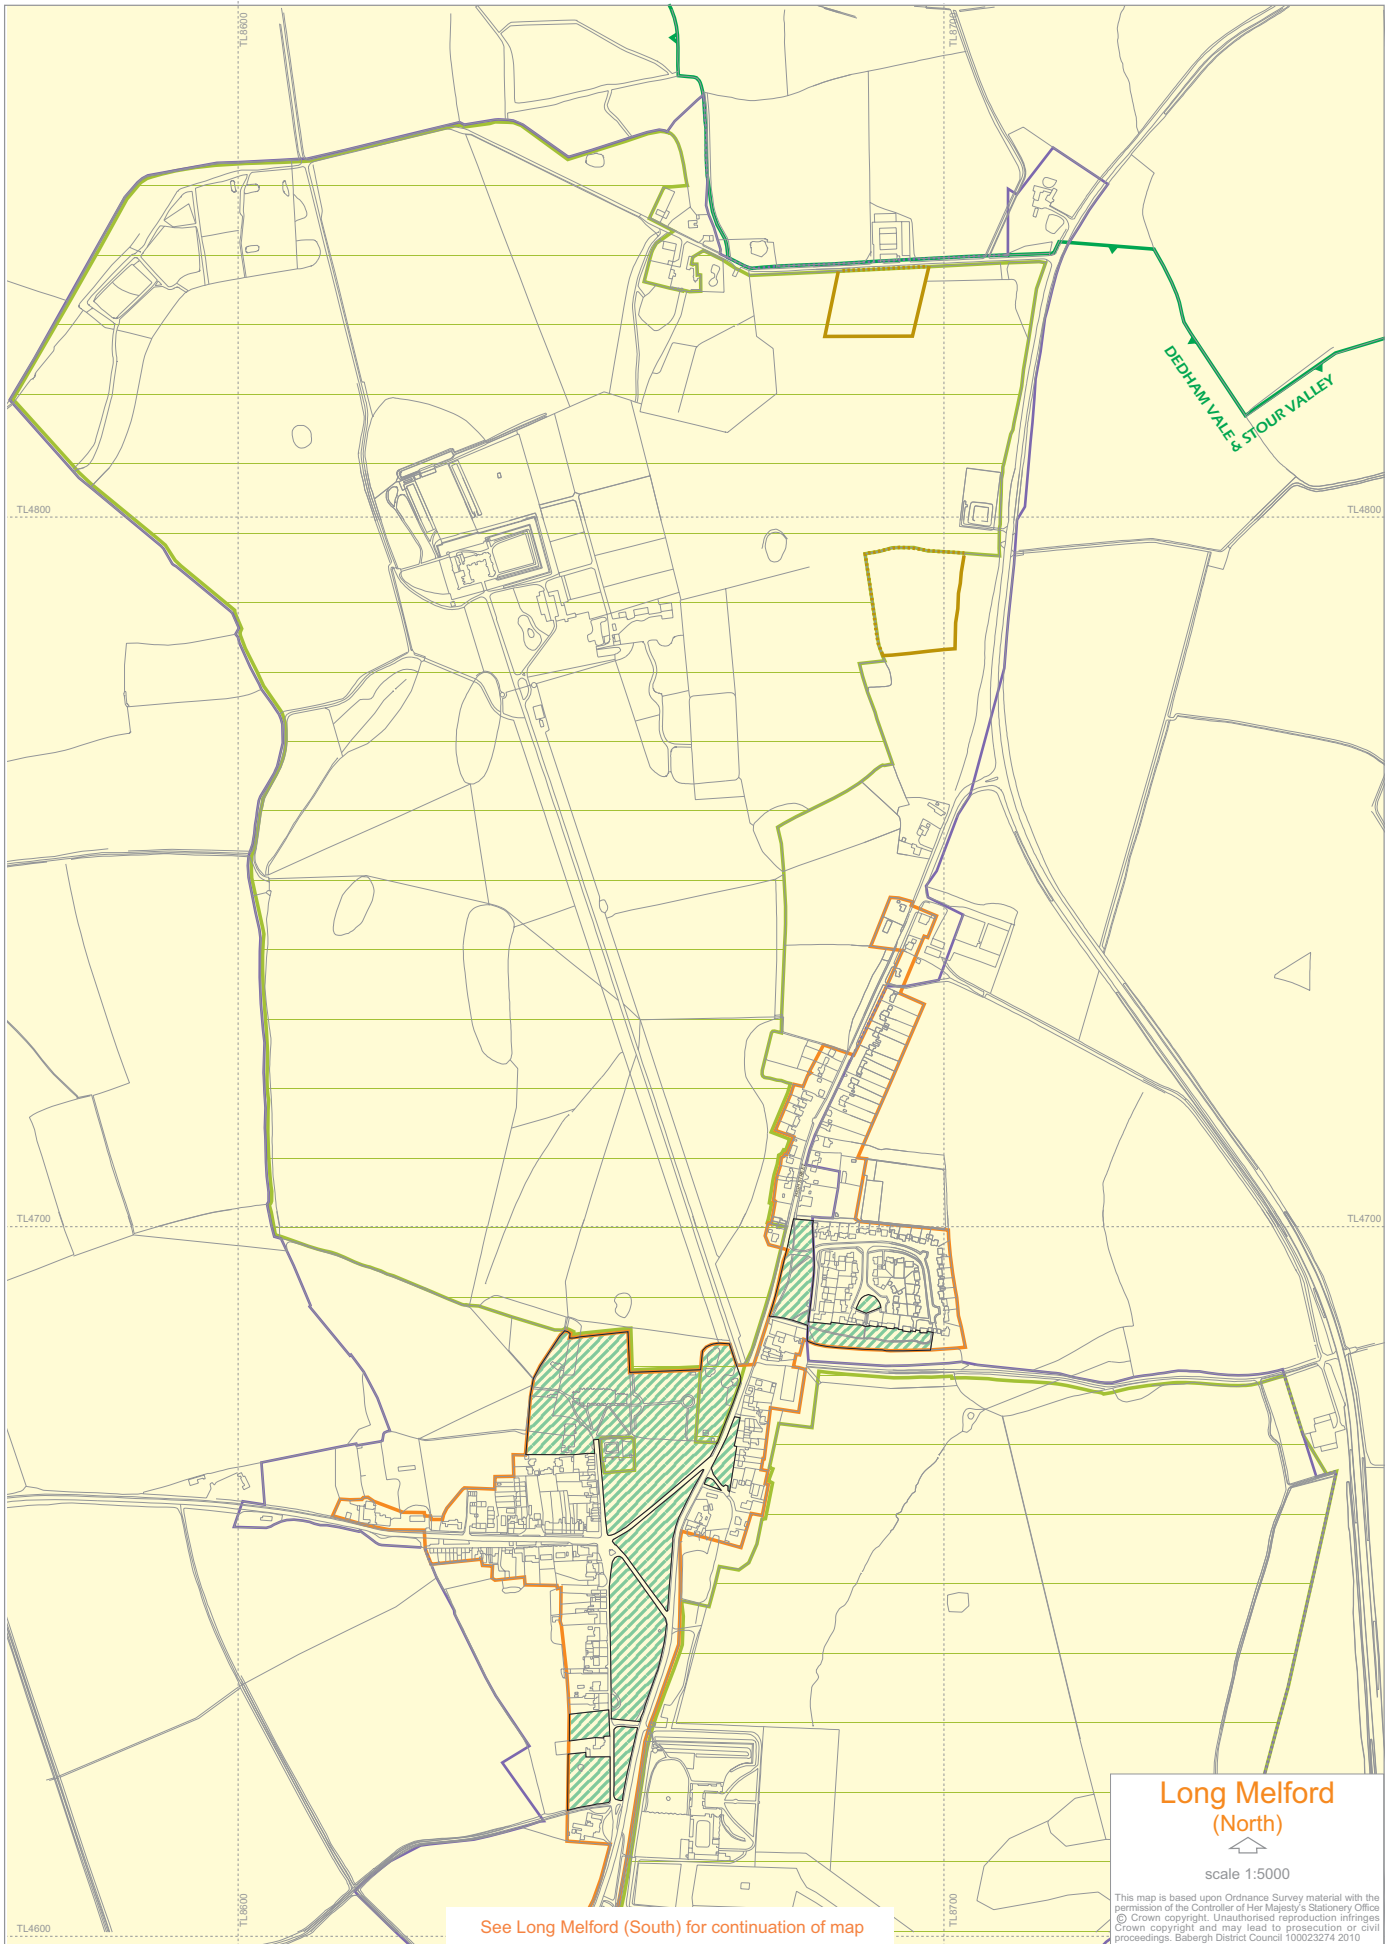 TL8600
TL8700
DEDHAM VALE & STOUR VALLEY
TL4800
TL4800
TL4700
TL4700
Long Melford
(North)
scale 1:5000
This map is based upon Ordnance Survey material with the
permission of the Controller of Her Majesty's Stationery Office
© Crown copyright. Unauthorised reproduction infringes
Crown copyright and may lead to prosecution or civil
proceedings. Babergh District Council 100023274 2010
TL8600
TL8700
TL4600
See Long Melford (South) for continuation of map